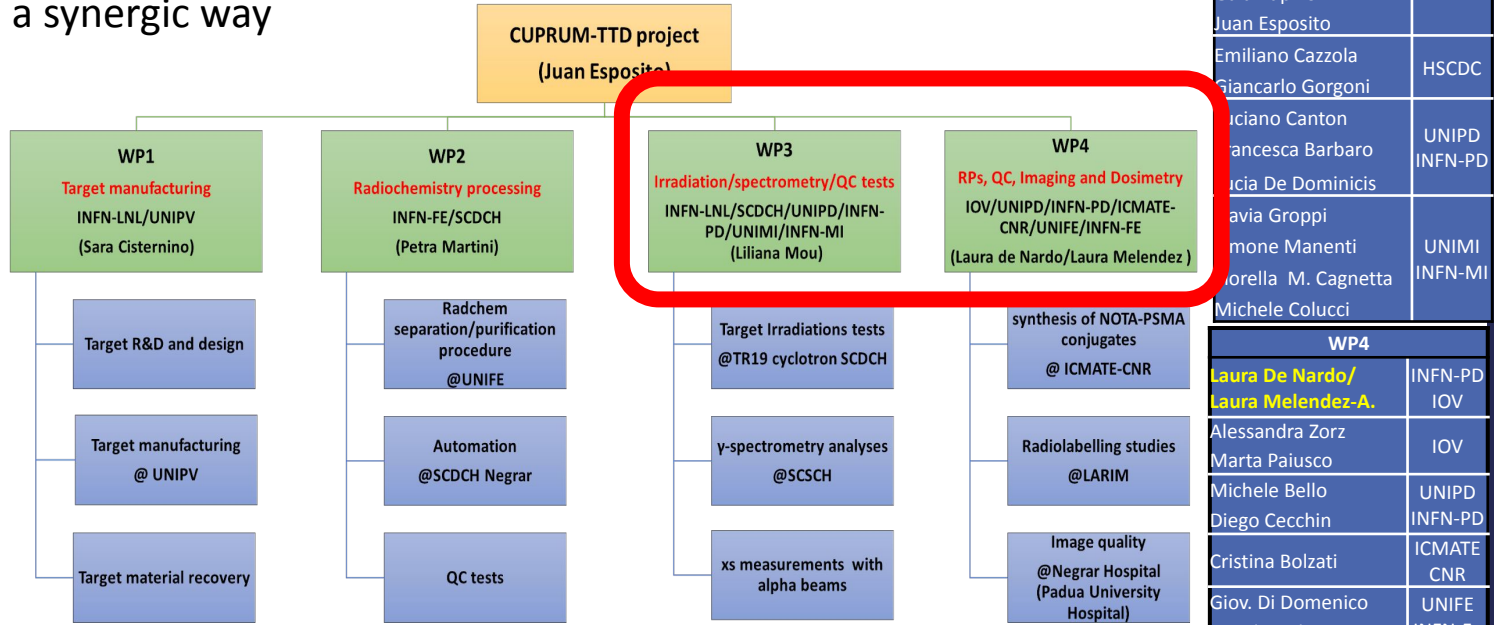 a synergic way
CUPRUM-TTD project
(Juan Esposito)
WP1
Target manufacturing
INFN-LNL/UNIPV
(Sara Cisternino)
Target R&D and design
Target manufacturing
@ UNIPV
Target material recovery
WP2
Radiochemistry processing
INFN-FE/SCDCH
(Petra Martini)
Radchem
separation/purification
procedure
@UNIFE
Automation
@SCDCH Negrar
QC tests
WP3
Irradiation/spectrometry/QC tests
INFN-LNL/SCDCH/UNIPD/INFN-
PD/UNIMI/INFN-MI
(Liliana Mou)
Target Irradiations tests
@TR19 cyclotron SCDCH
γ-spectrometry analyses
@SCSCH
xs measurements with
alpha beams
WP4
RPs, QC, Imaging and Dosimetry
IOV/UNIPD/INFN-PD/ICMATE-
CNR/UNIFE/INFN-FE
(Laura de Nardo/Laura Melendez )
synthesis of NOTA-PSMA
conjugates
@ ICMATE-CNR
Radiolabelling studies
@LARIM
Image quality
@Negrar Hospital
(Padua University
Hospital)
Juan Esposito
Emiliano Cazzola
Giancarlo Gorgoni
HSCDC
Canton
Barbaro
De Dominicis
UNIPD
INFN-PD
Groppi
Manenti
M. Cagnetta
Michele Colucci
UNIMI
INFN-MI
WP4
Laura De Nardo/
Laura Melendez-A.
INFN-PD
IOV
Alessandra Zorz
Marta Paiusco
IOV
Michele Bello
Diego Cecchin
UNIPD
INFN-PD
Cristina Bolzati
ICMATE
CNR
Giov. Di Domenico
UNIFE